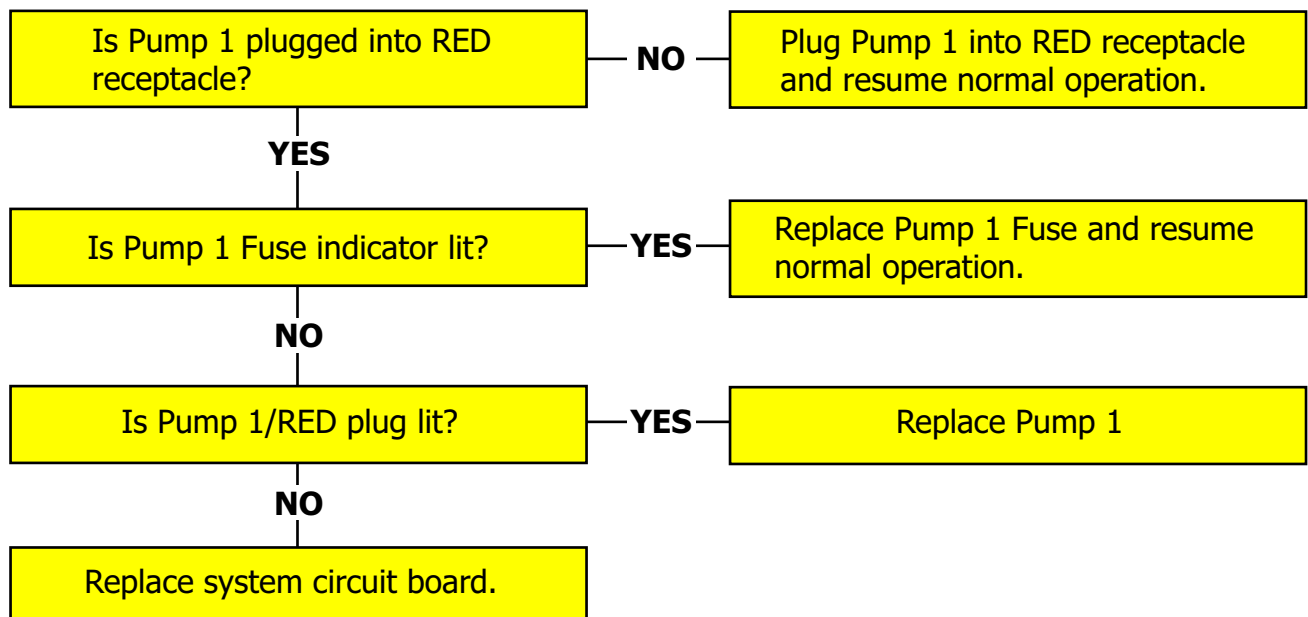 Is Pump 1 plugged into RED
receptacle?
NO
Plug Pump 1 into RED receptacle
and resume normal operation.
YES
Is Pump 1 Fuse indicator lit?
YES
Replace Pump 1 Fuse and resume
normal operation.
NO
Is Pump 1/RED plug lit?
YES
Replace Pump 1
NO
Replace system circuit board.